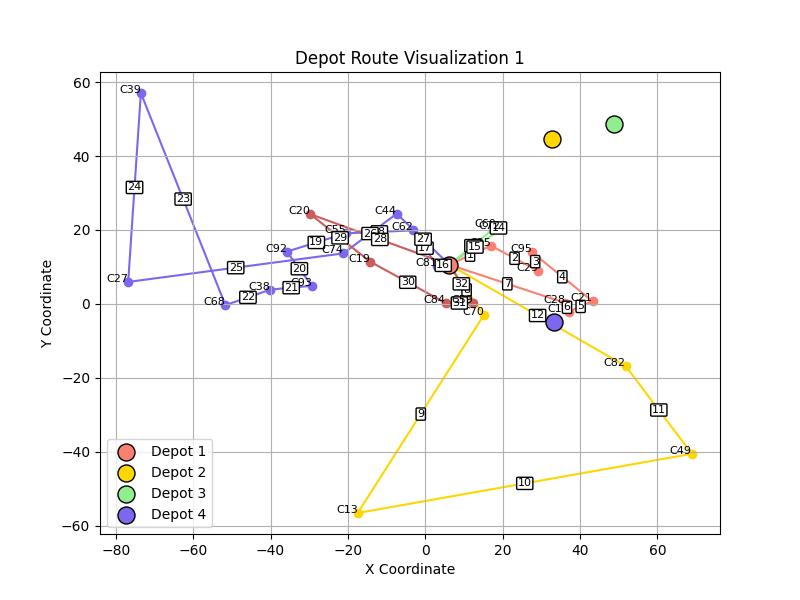 Depot Route Visualization 1
60
40
20
0
−20
−40
−60
Y Coordinate
−80
−60
−40
−20
0
20
40
60
X Coordinate
C39
24
23
C20
C44
C62
14
C55
29
28
27
17
15
1
C95
2
3
C92
19
C74
C19
C81
16
C27
25
20
4
C68
22
C38
21
C93
30
32
7
C84
31
C28
C21
6
5
C70
12
C82
9
11
C49
10
C13
Depot 1
Depot 2
Depot 3
Depot 4